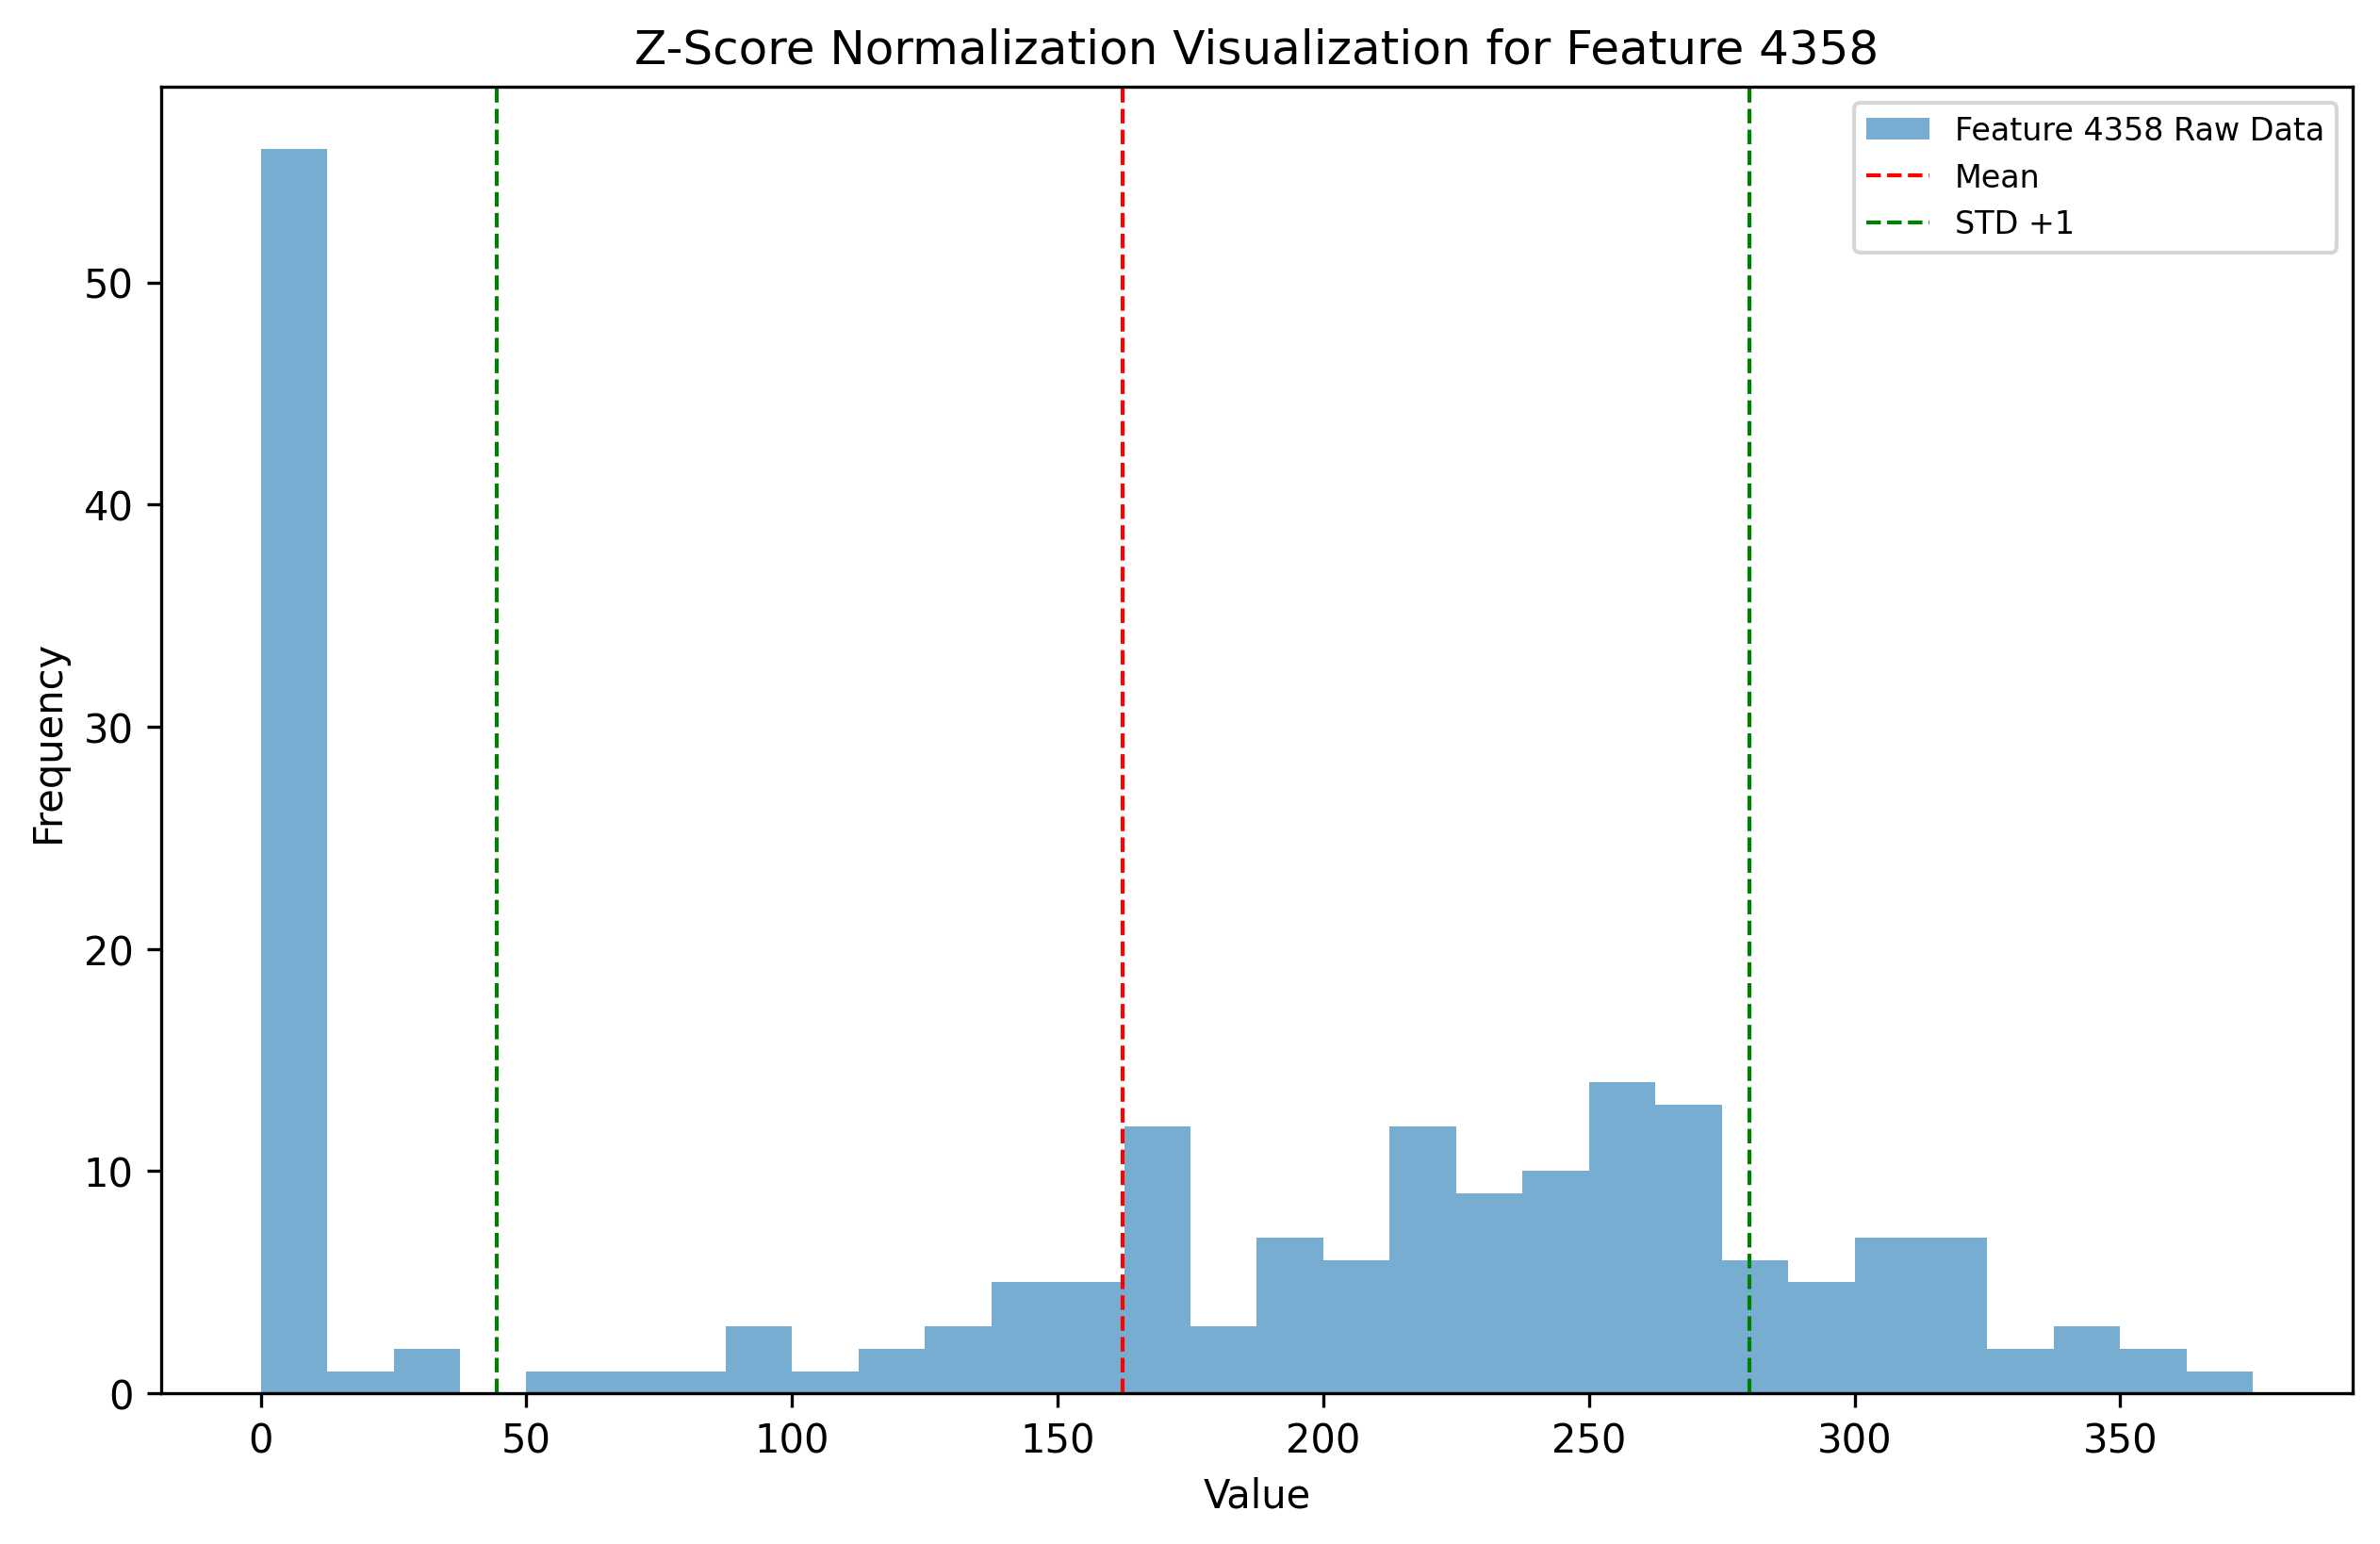 Z-Score Normalization Visualization for Feature 4358
Feature 4358 Raw Data
Mean
STD +1
Frequency
50
40
30
20
10
0
0 50 100 150 200 250 300 350
Value